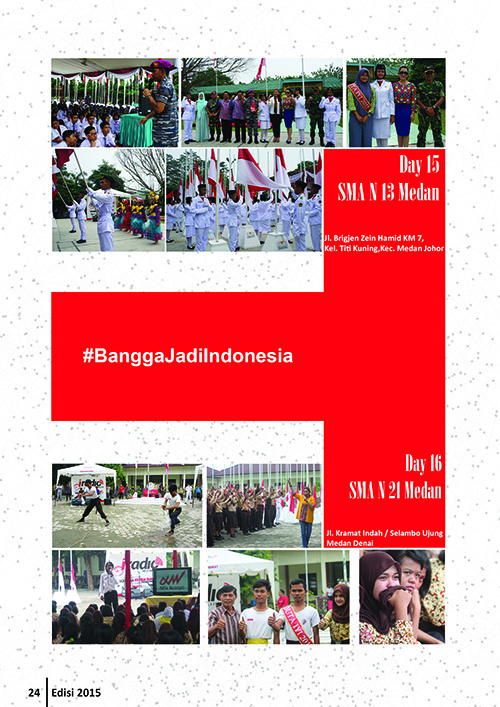 Day 15
SMA N 13 Medan
Jl. Brigjen Zein Hamid KM 7,
Kel. Titi Kuning,Kec. Medan Johor
#BanggaJadiIndonesia
Day 16
SMA N 21 Medan
Jl. Kramat Indah / Selambo Ujung
Medan Denai
24 Edisi 2015